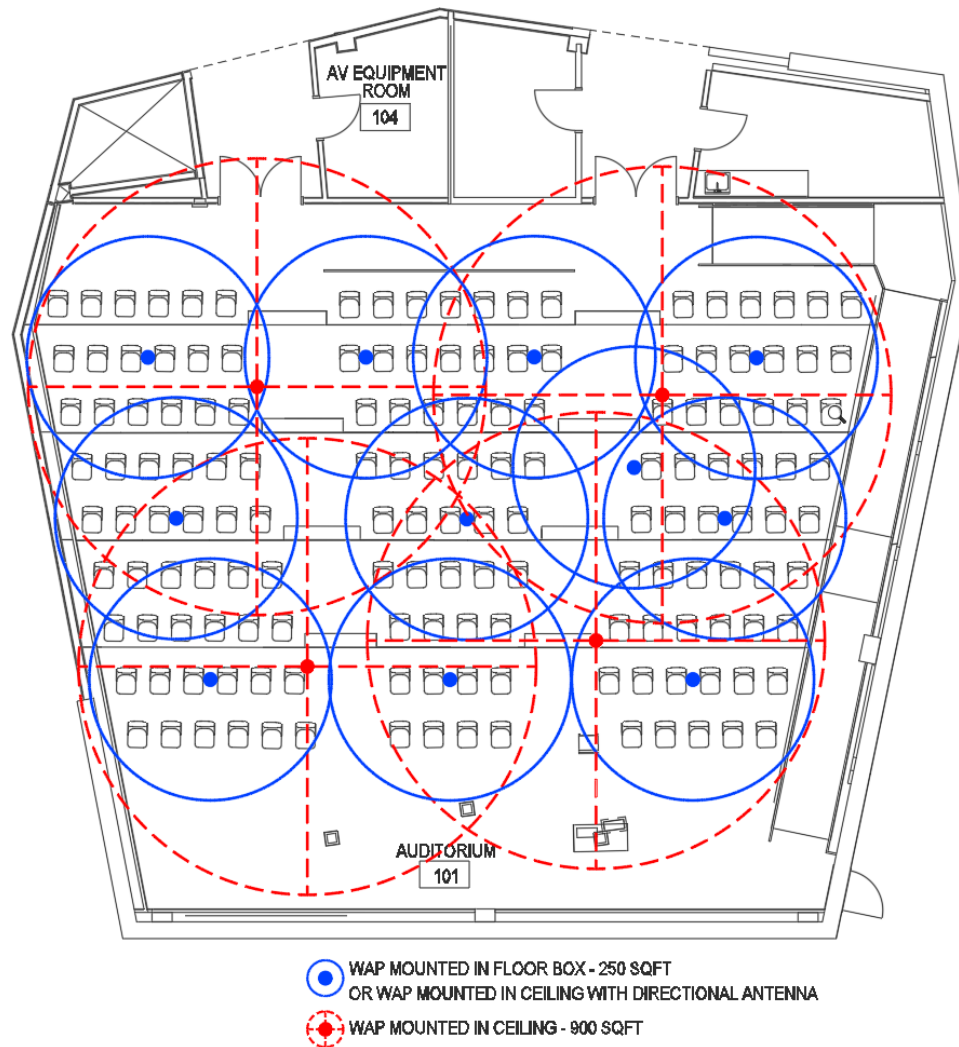 AV EQUIPMENT
ROOM
104
AUDITORIUM
101
WAP MOUNTED IN FLOOR BOX - 250 SQFT
OR WAP MOUNTED IN CEILING WITH DIRECTIONAL ANTENNA
WAP MOUNTED IN CEILING - 900 SQFT